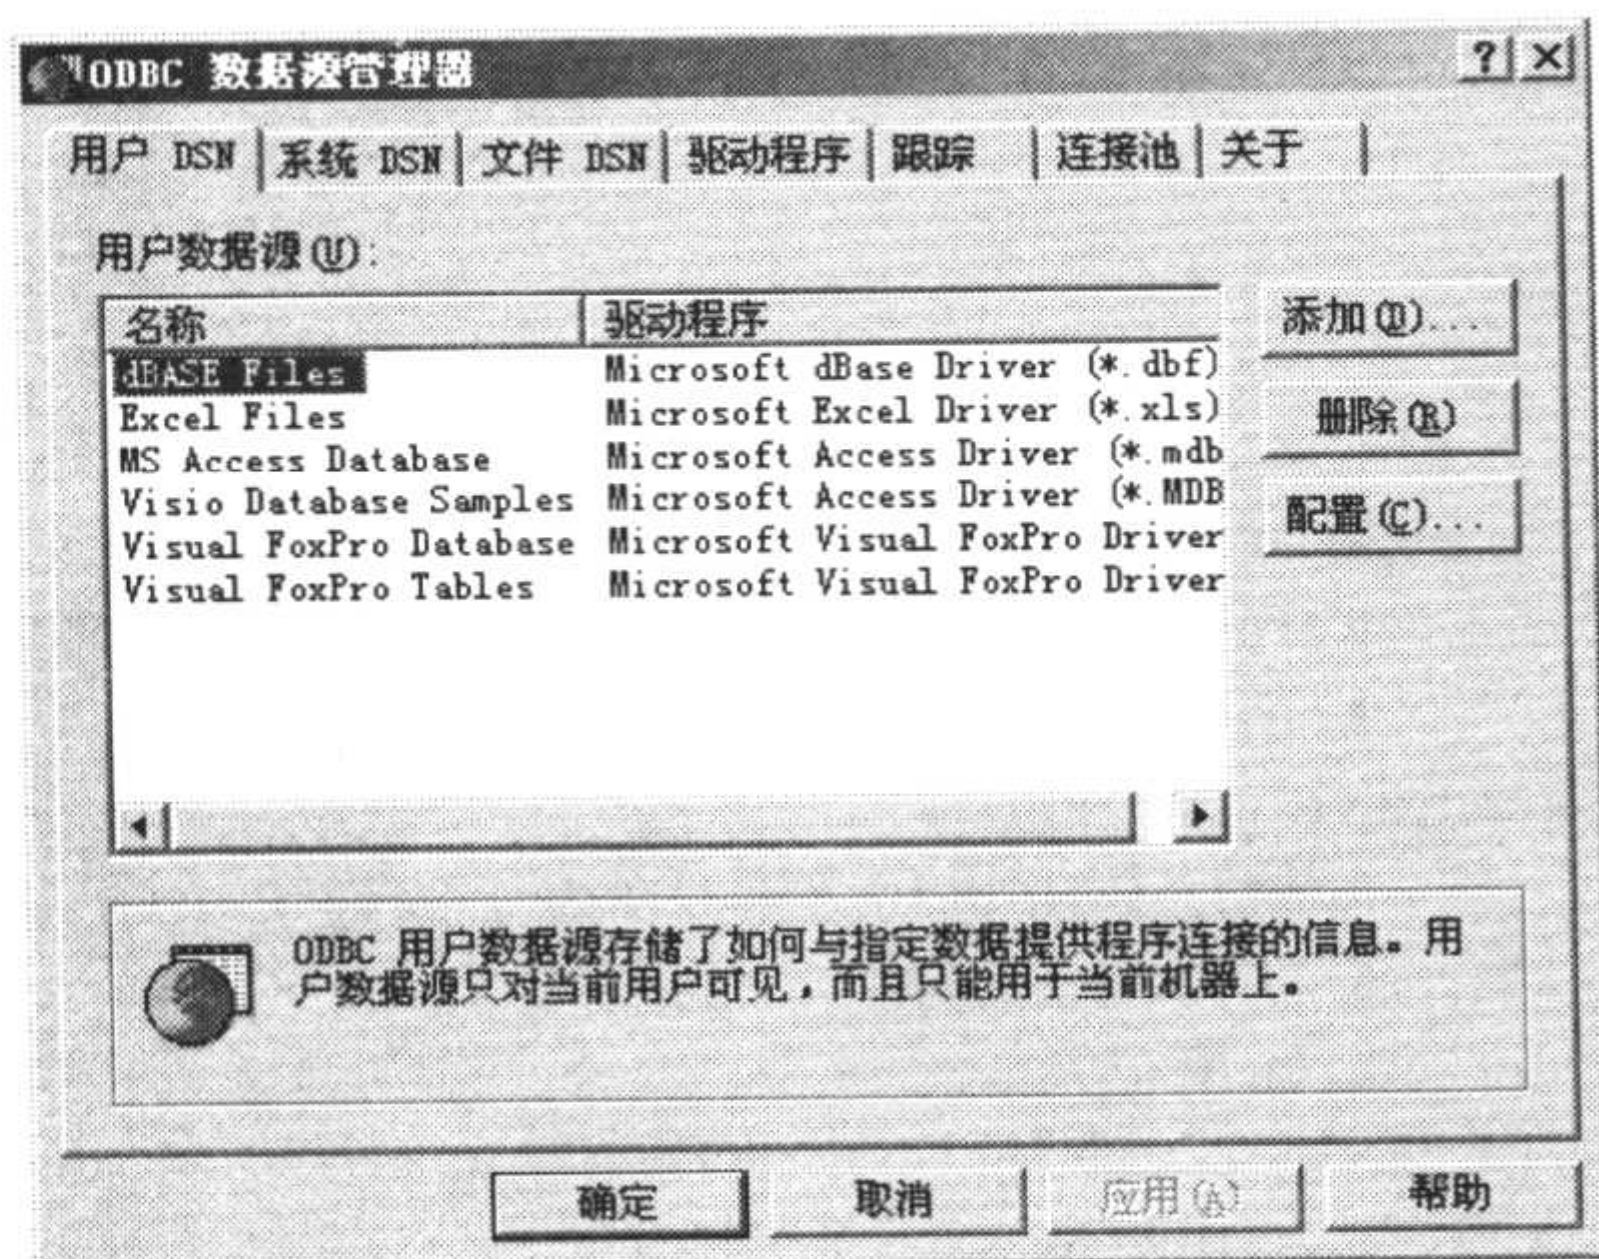 ODBC 数据源管理器
用户 DSN 系统 DSN 文件 DSN 驱动程序 跟踪 连接池 关于
用户数据源(U):
名称 驱动程序
dBASE Files Microsoft dBase Driver (*.dbf)
Excel Files Microsoft Excel Driver (*.xls)
MS Access Database Microsoft Access Driver (*.mdb
Visio Database Samples Microsoft Access Driver (*.MDB
Visual FoxPro Database Microsoft Visual FoxPro Driver
Visual FoxPro Tables Microsoft Visual FoxPro Driver
添加(D)...
删除(R)
配置(C)...
ODBC 用户数据源存储了如何与指定数据提供程序连接的信息。用
户数据源只对当前用户可见，而且只能用于当前机器上。
确定 取消 应用(A) 帮助